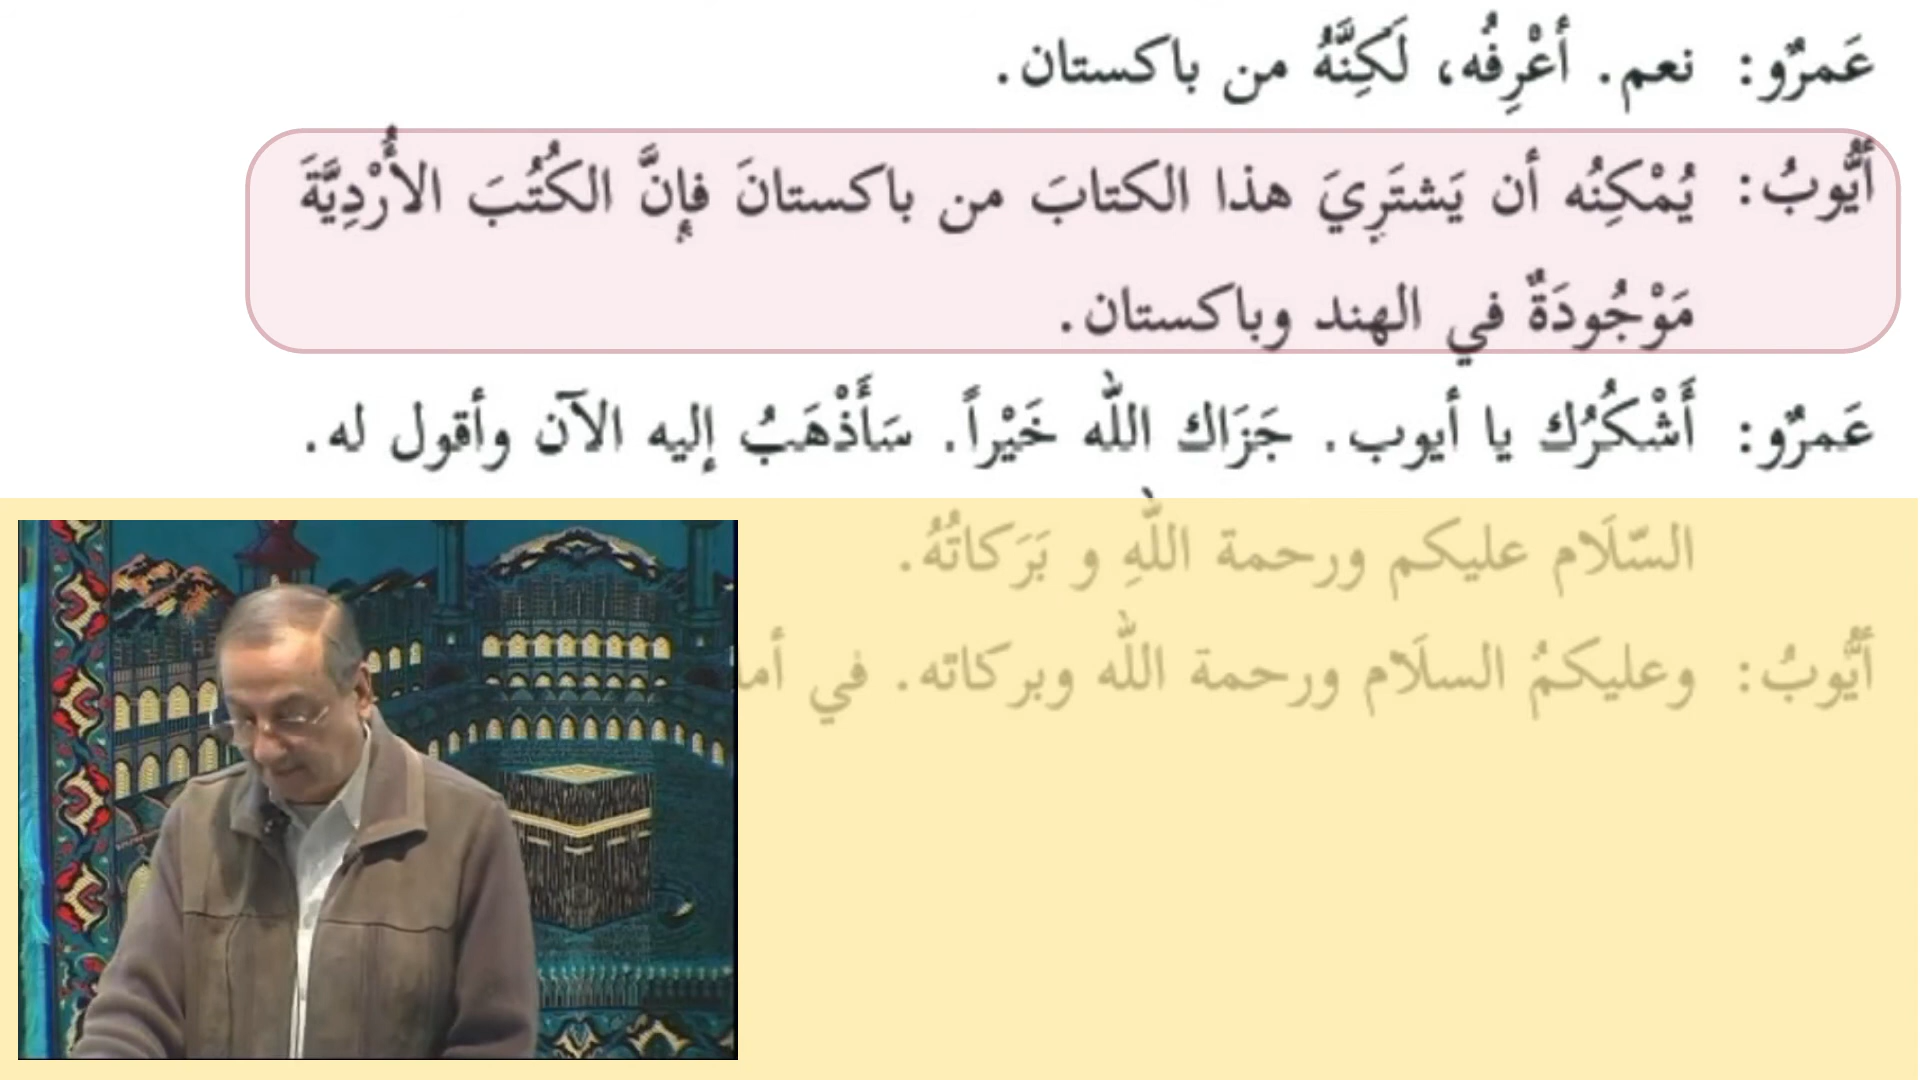 عَمرٌو: نعم. أَعْرِفُه، لَكِنَّهُ من باكستان.
أَيُّوبُ: يُمْكِنُه أن يَشتَرِيَ هذا الكتابَ من باكستانَ فإِنَّ الكُتُبَ الأُرْدِيَّةَ
مَوْجُودَةٌ في الهند وباكستان.
عَمرٌو: أَشْكُرُك يا أيوب. جَزَاك اللّٰه خَيْراً. سَأَذْهَبُ إليه الآن وأقول له.
السّلَام عليكم ورحمة اللّٰهِ و بَرَكاتُهُ.
أَيُّوبُ: وعليكمُ السلَام ورحمة اللّٰه وبركاته. في